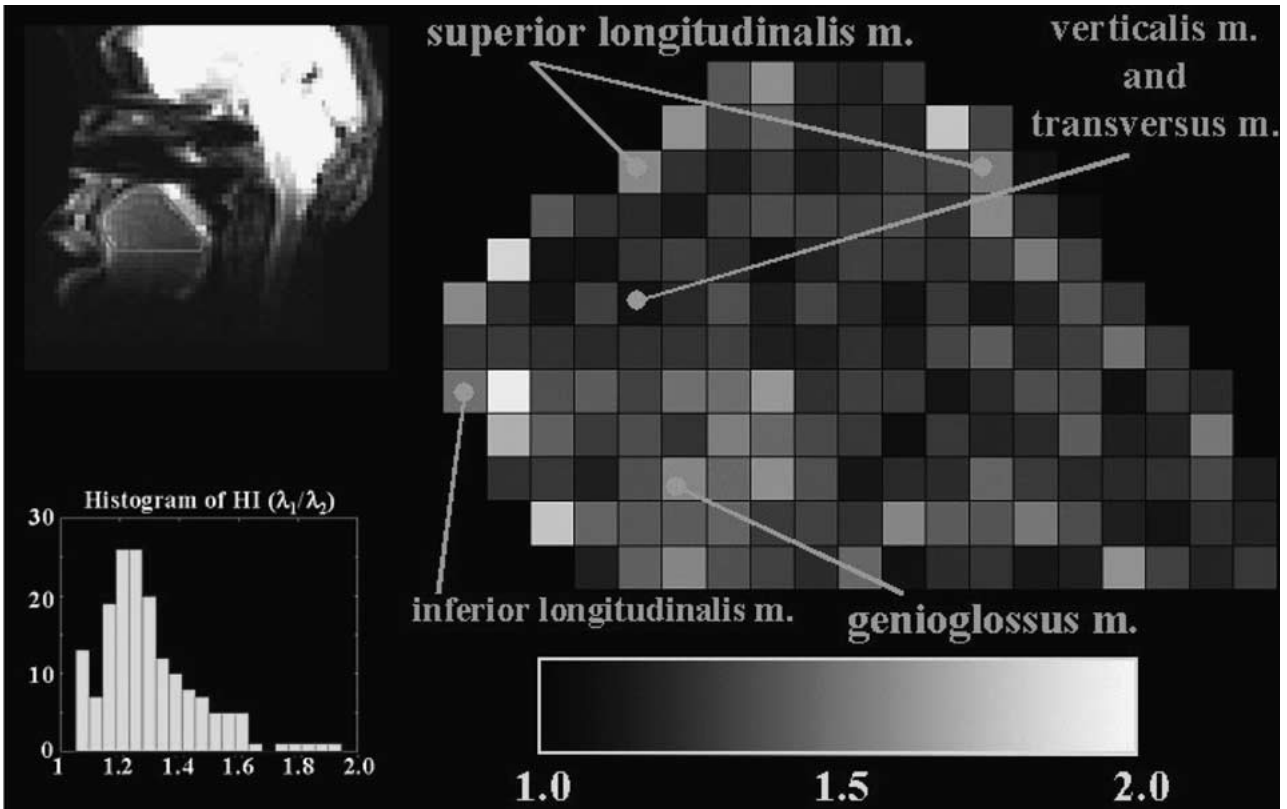 superior longitudinalis m.
verticalis m.
and
transversus m.
Histogram of HI (λ₁/λ₂)
30
20
10
0
1 1.2 1.4 1.6 1.8 2.0
inferior longitudinalis m.
genioglossus m.
1.0 1.5 2.0